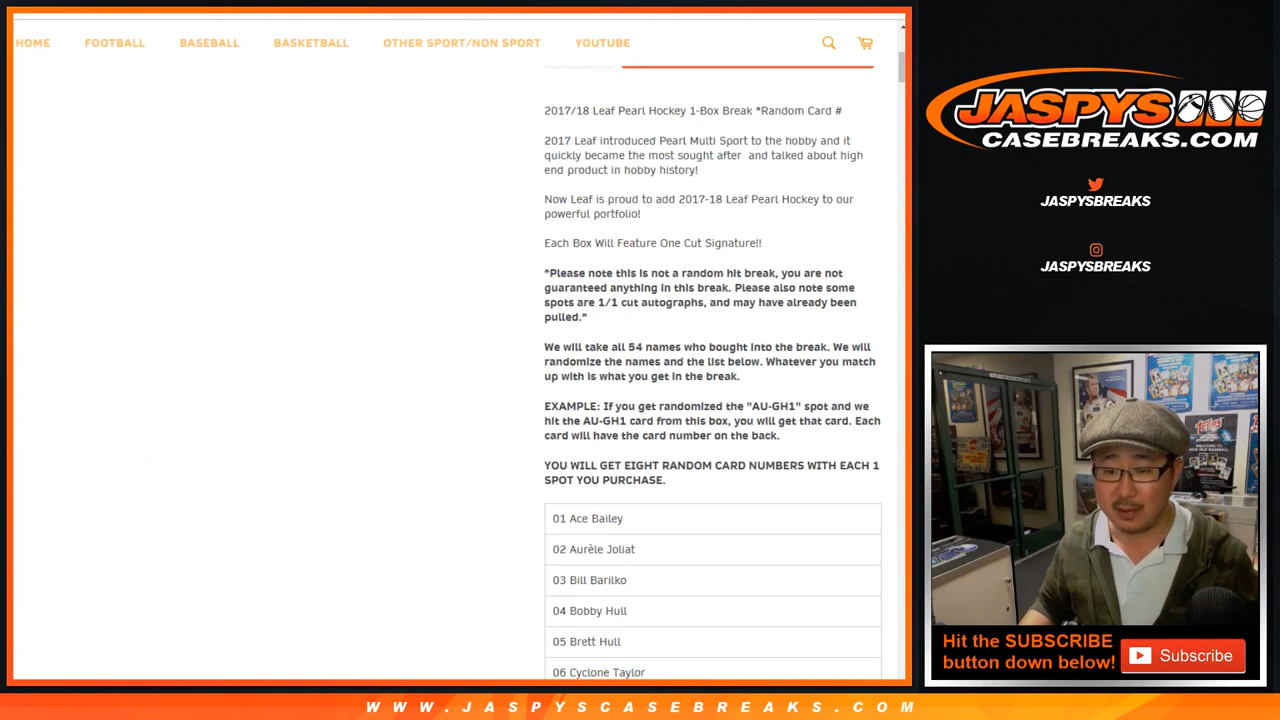 HOME FOOTBALL BASEBALL BASKETBALL OTHER SPORT/NON SPORT YOUTUBE
2017/18 Leaf Pearl Hockey 1-Box Break *Random Card #
2017 Leaf introduced Pearl Multi Sport to the hobby and it
quickly became the most sought after and talked about high
end product in hobby history!
Now Leaf is proud to add 2017-18 Leaf Pearl Hockey to our
powerful portfolio!
Each Box Will Feature One Cut Signature!!
*Please note this is not a random hit break, you are not
guaranteed anything in this break. Please also note some
spots are 1/1 cut autographs, and may have already been
pulled.*
We will take all 54 names who bought into the break. We will
randomize the names and the list below. Whatever you match
up with is what you get in the break.
EXAMPLE: If you get randomized the "AU-GH1" spot and we
hit the AU-GH1 card from this box, you will get that card. Each
card will have the card number on the back.
YOU WILL GET EIGHT RANDOM CARD NUMBERS WITH EACH 1
SPOT YOU PURCHASE.
01 Ace Bailey
02 Aurèle Joliat
03 Bill Barilko
04 Bobby Hull
05 Brett Hull
06 Cyclone Taylor
JASPYS
CASEBREAKS.COM
JASPYSBREAKS
JASPYSBREAKS
Topps
Hit the SUBSCRIBE
button down below!
Subscribe
WWW.JASPYSCASEBREAKS.COM